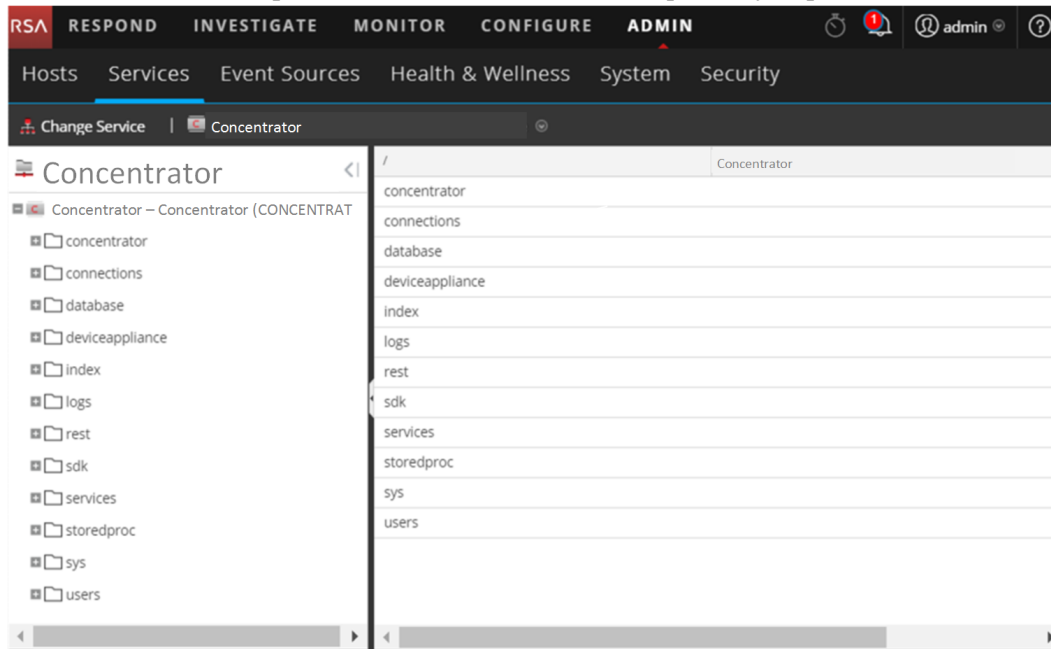 RSA RESPOND INVESTIGATE MONITOR CONFIGURE ADMIN 1 admin ?
Hosts Services Event Sources Health & Wellness System Security
Change Service | C Concentrator
Concentrator
C Concentrator – Concentrator (CONCENTRAT
concentrator
connections
database
deviceappliance
index
logs
rest
sdk
services
storedproc
sys
users
/ Concentrator
concentrator
connections
database
deviceappliance
index
logs
rest
sdk
services
storedproc
sys
users